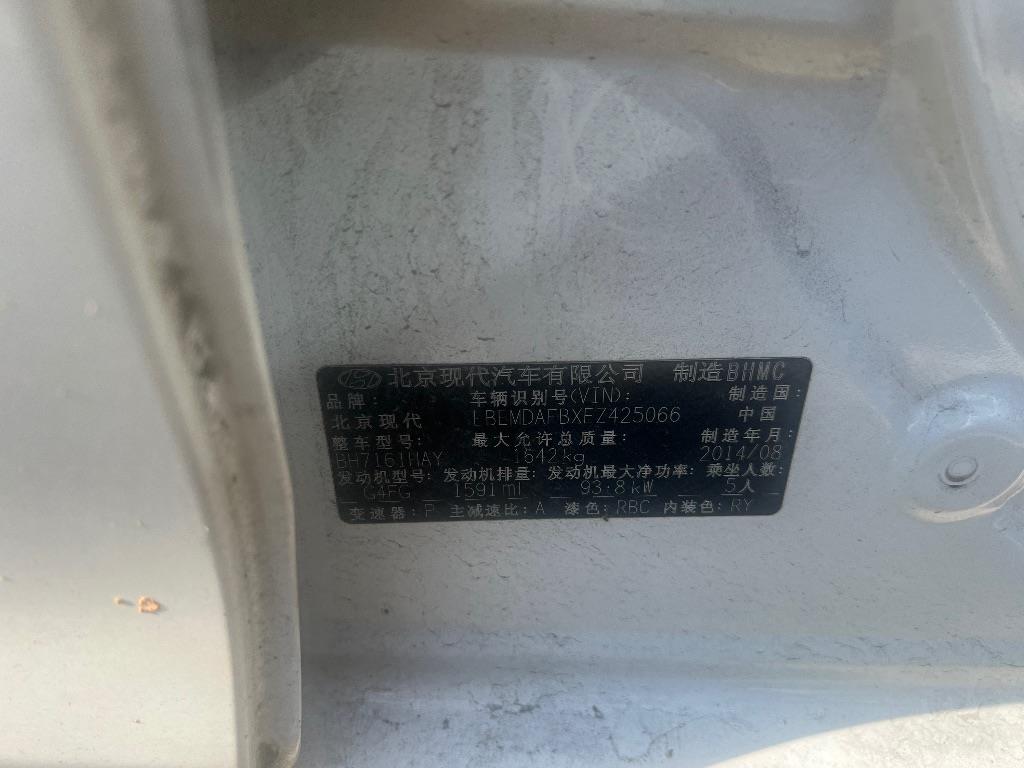 北京现代汽车有限公司 制造BHMC
品牌: 车辆识别号(VIN): 制造国:
北京现代 LBEMDAFBXFZ425066 中国
整车型号: 最大允许总质量: 制造年月:
BH7161HAY 1642kg 2014/08
发动机型号: 发动机排量: 发动机最大净功率: 乘坐人数:
G4FG 1591ml 93.8kW 5人
变速器: P 主减速比: A 漆色: RBC 内装色: RY